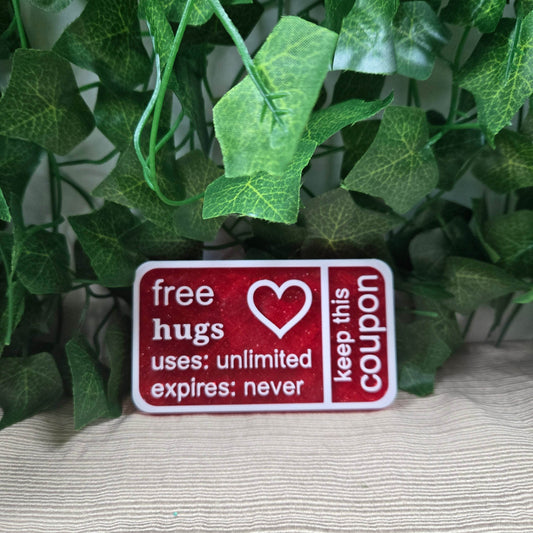 free
hugs
uses: unlimited
expires: never
keep this
coupon